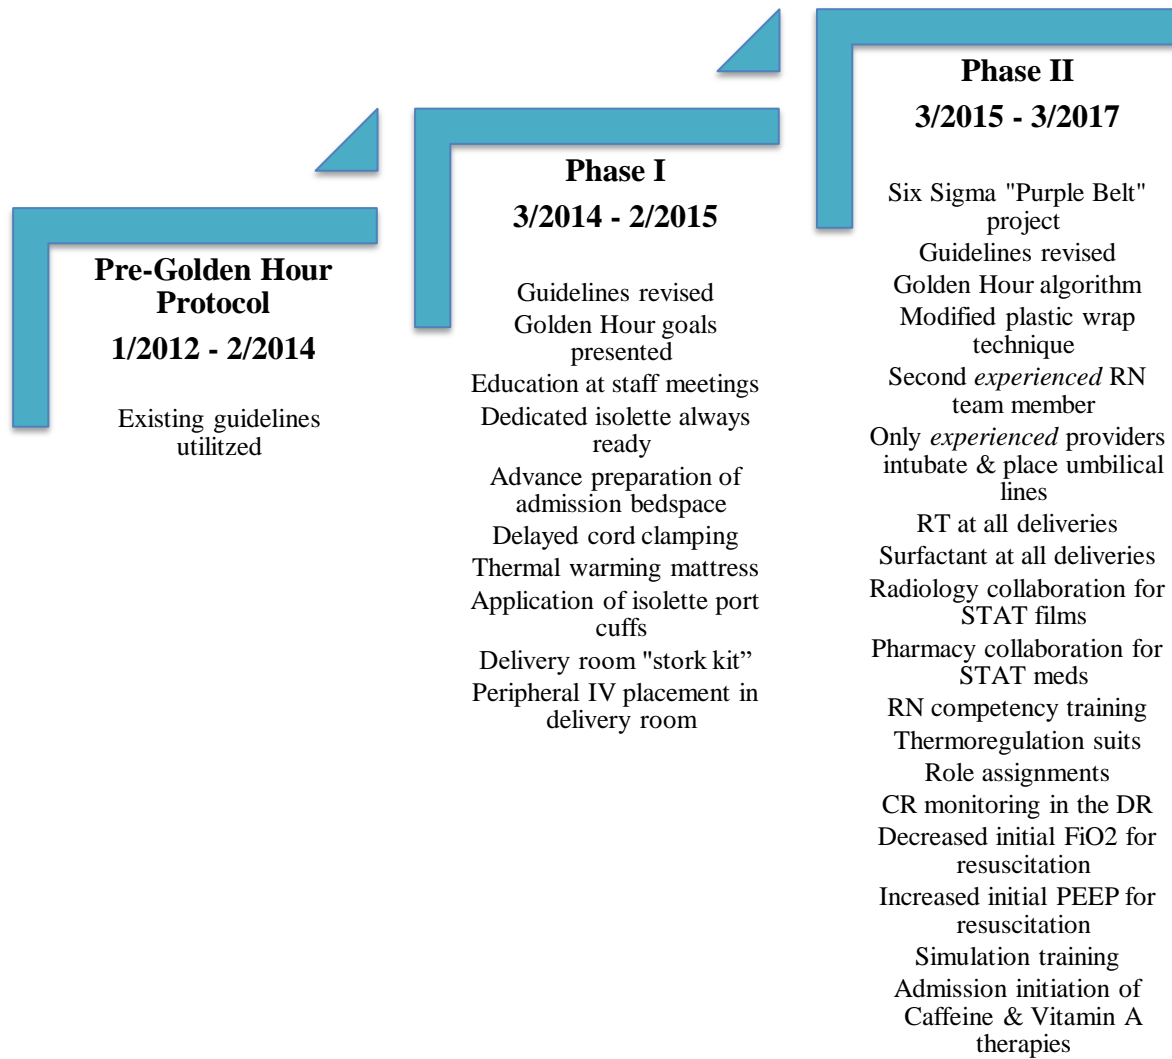 Pre-Golden Hour
Protocol
1/2012 - 2/2014
Existing guidelines
utilitzed
Phase I
3/2014 - 2/2015
Guidelines revised
Golden Hour goals
presented
Education at staff meetings
Dedicated isolette always
ready
Advance preparation of
admission bedspace
Delayed cord clamping
Thermal warming mattress
Application of isolette port
cuffs
Delivery room "stork kit”
Peripheral IV placement in
delivery room
Phase II
3/2015 - 3/2017
Six Sigma "Purple Belt"
project
Guidelines revised
Golden Hour algorithm
Modified plastic wrap
technique
Second experienced RN
team member
Only experienced providers
intubate & place umbilical
lines
RT at all deliveries
Surfactant at all deliveries
Radiology collaboration for
STAT films
Pharmacy collaboration for
STAT meds
RN competency training
Thermoregulation suits
Role assignments
CR monitoring in the DR
Decreased initial FiO2 for
resuscitation
Increased initial PEEP for
resuscitation
Simulation training
Admission initiation of
Caffeine & Vitamin A
therapies